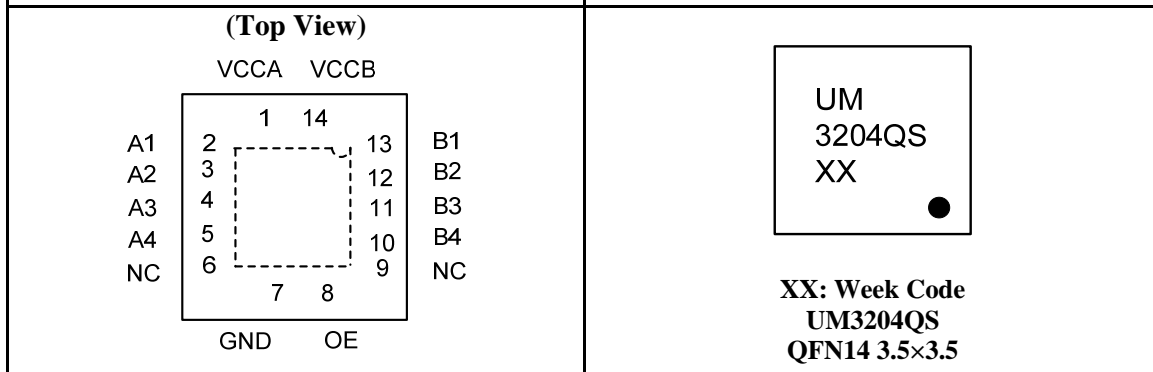 (Top View)
VCCA VCCB
1 14
A1 2 13 B1
A2 3 12 B2
A3 4 11 B3
A4 5 10 B4
NC 6 9 NC
7 8
GND OE
UM
3204QS
XX
XX: Week Code
UM3204QS
QFN14 3.5×3.5